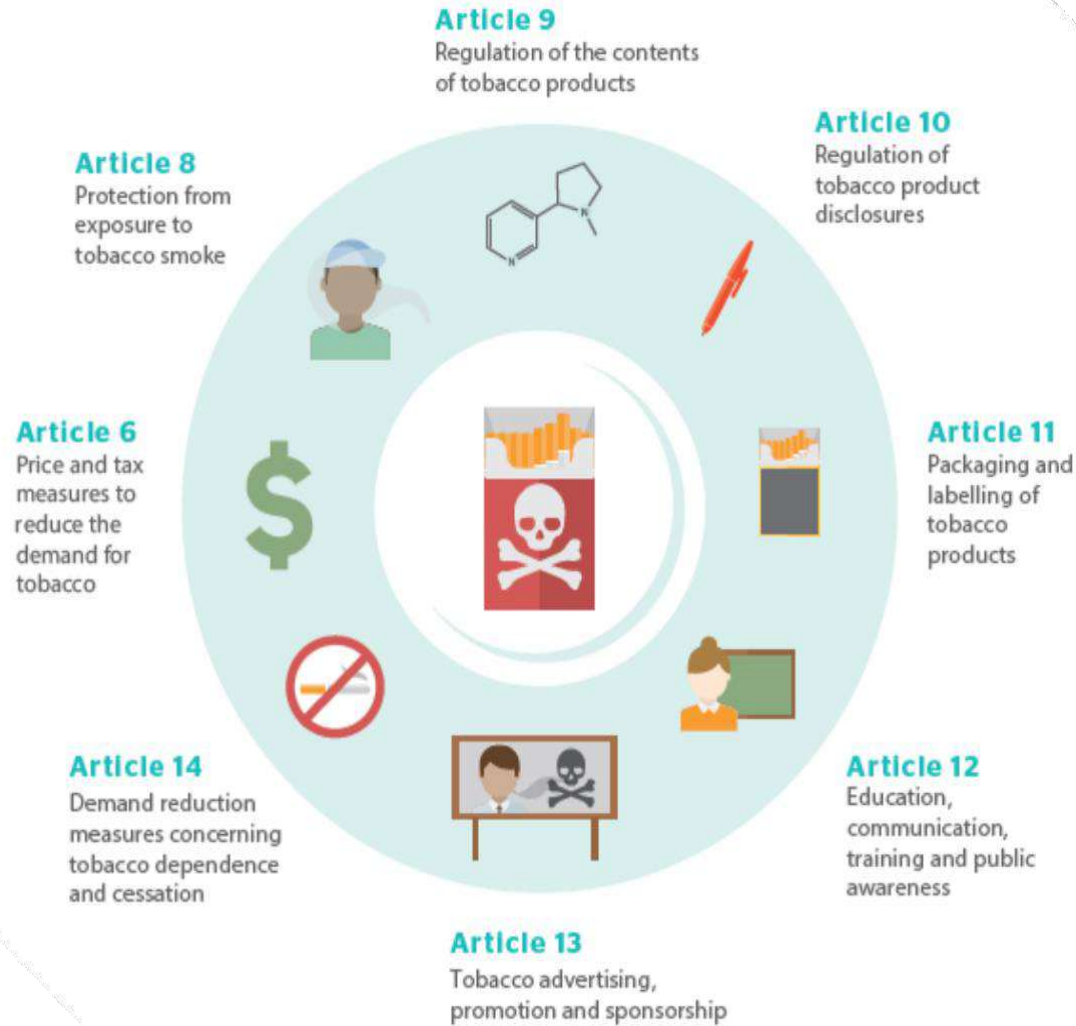 Article 9
Regulation of the contents
of tobacco products
Article 10
Regulation of
tobacco product
disclosures
Article 8
Protection from
exposure to
tobacco smoke
N
N
Article 6
Price and tax
measures to
reduce the
demand for
tobacco
$
Article 11
Packaging and
labelling of
tobacco
products
Article 14
Demand reduction
measures concerning
tobacco dependence
and cessation
Article 12
Education,
communication,
training and public
awareness
Article 13
Tobacco advertising,
promotion and sponsorship